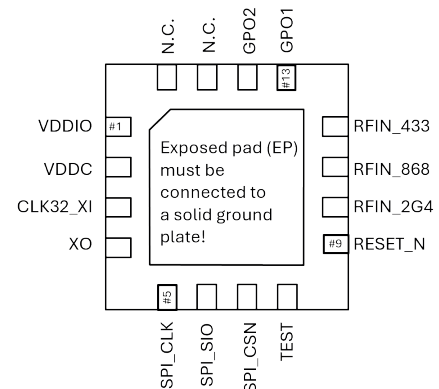 N.C.
N.C.
GPO2
GPO1
#13
VDDIO
#1
RFIN_433
VDDC
RFIN_868
CLK32_XI
RFIN_2G4
XO
#9
RESET_N
Exposed pad (EP)
must be
connected to
a solid ground
plate!
#5
SPI_CLK
SPI_SIO
SPI_CSN
TEST